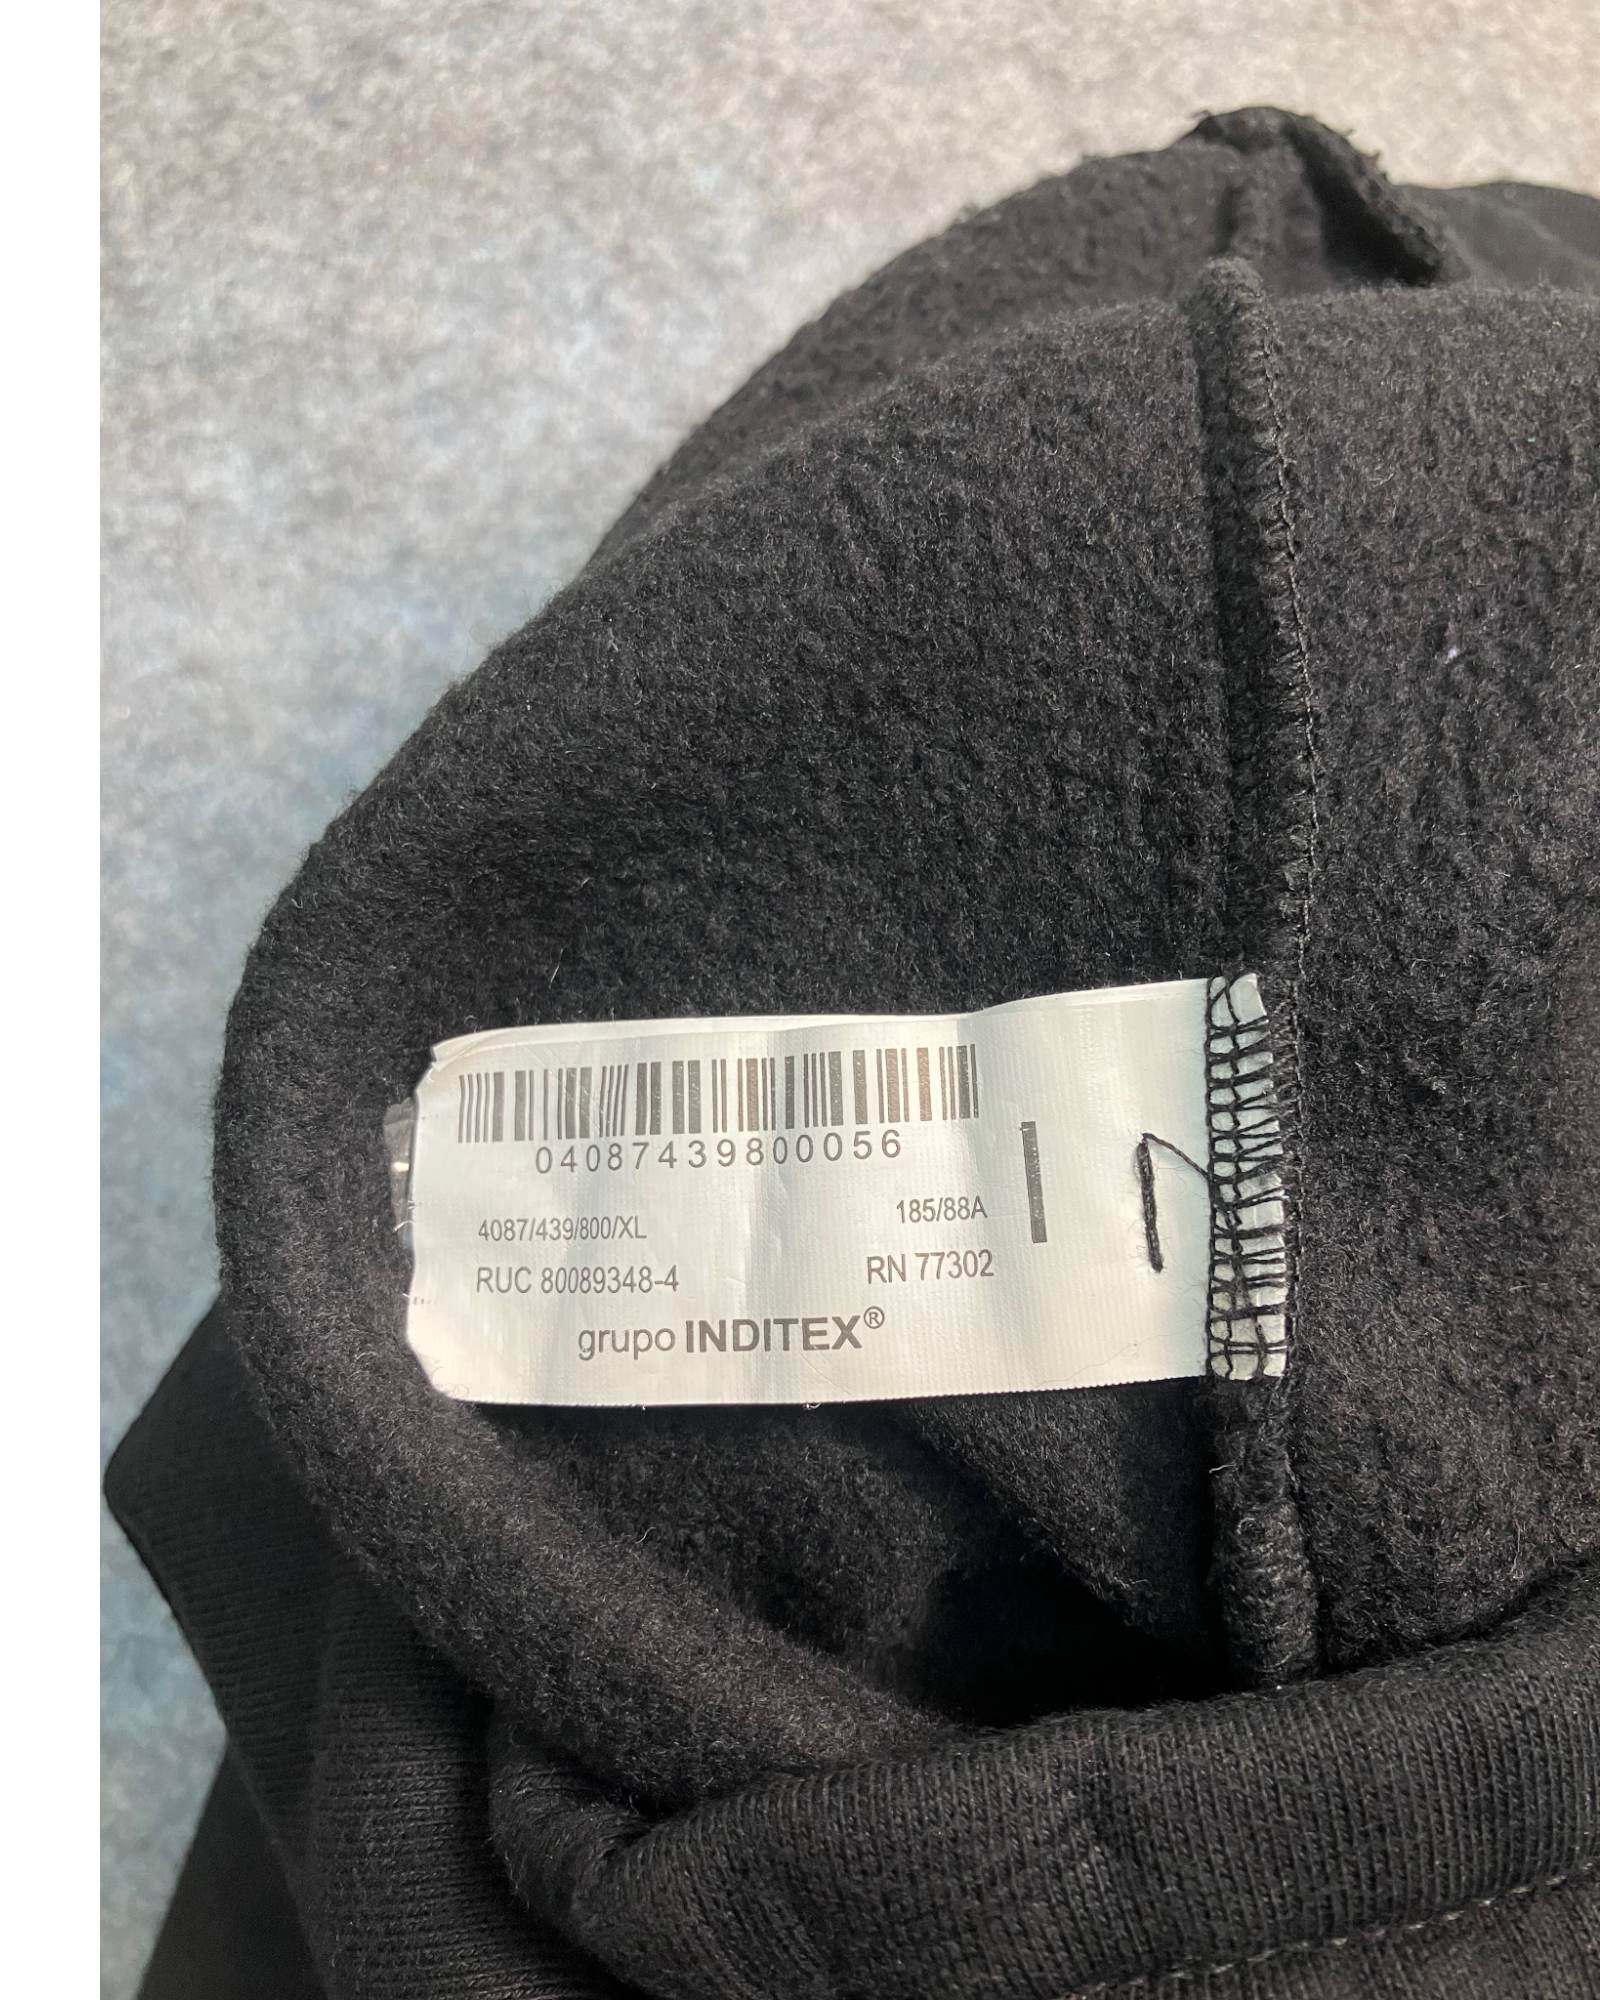 04087439800056
4087/439/800/XL 185/88A
RUC 80089348-4 RN 77302
grupo INDITEX®